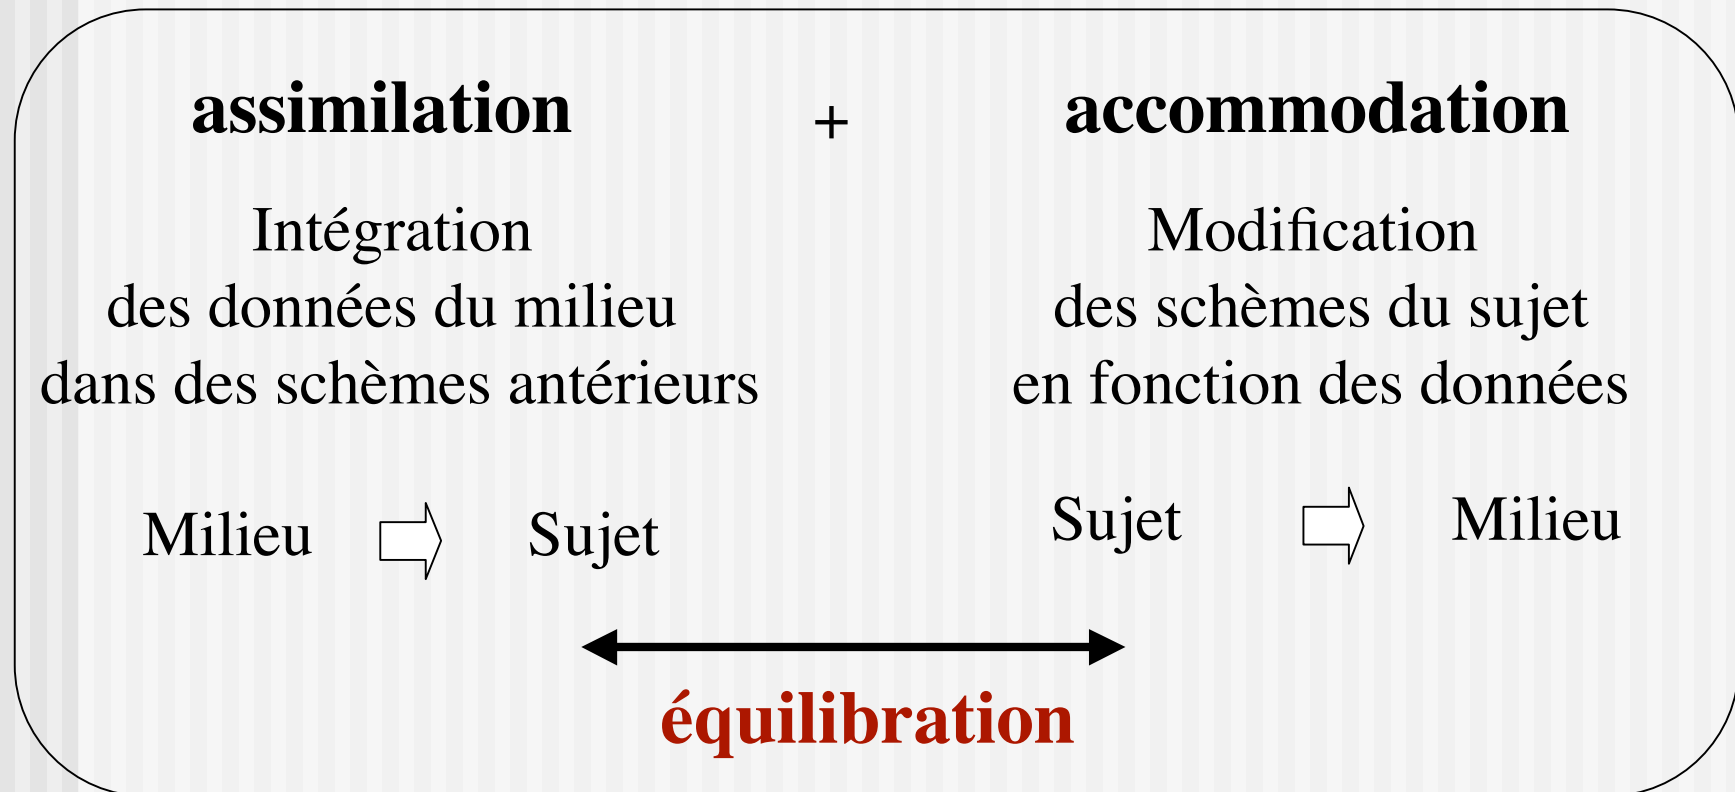 assimilation + accommodation
Intégration
des données du milieu
dans des schèmes antérieurs
Modification
des schèmes du sujet
en fonction des données
Milieu Sujet
Sujet Milieu
équilibration